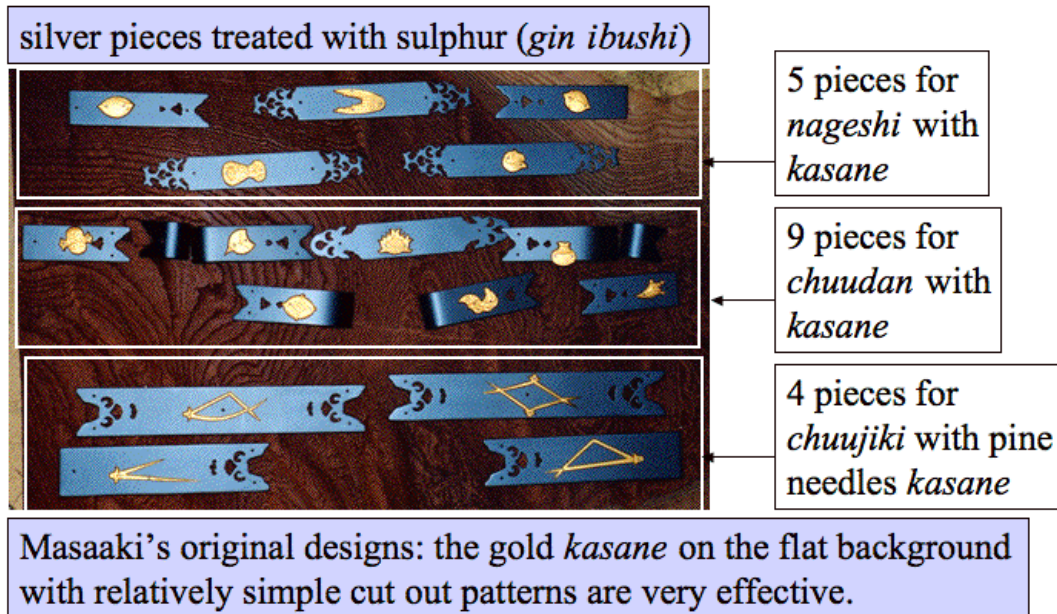 silver pieces treated with sulphur (gin ibushi)
5 pieces for
nageshi with
kasane
9 pieces for
chuudan with
kasane
4 pieces for
chuujiki with pine
needles kasane
Masaaki’s original designs: the gold kasane on the flat background
with relatively simple cut out patterns are very effective.